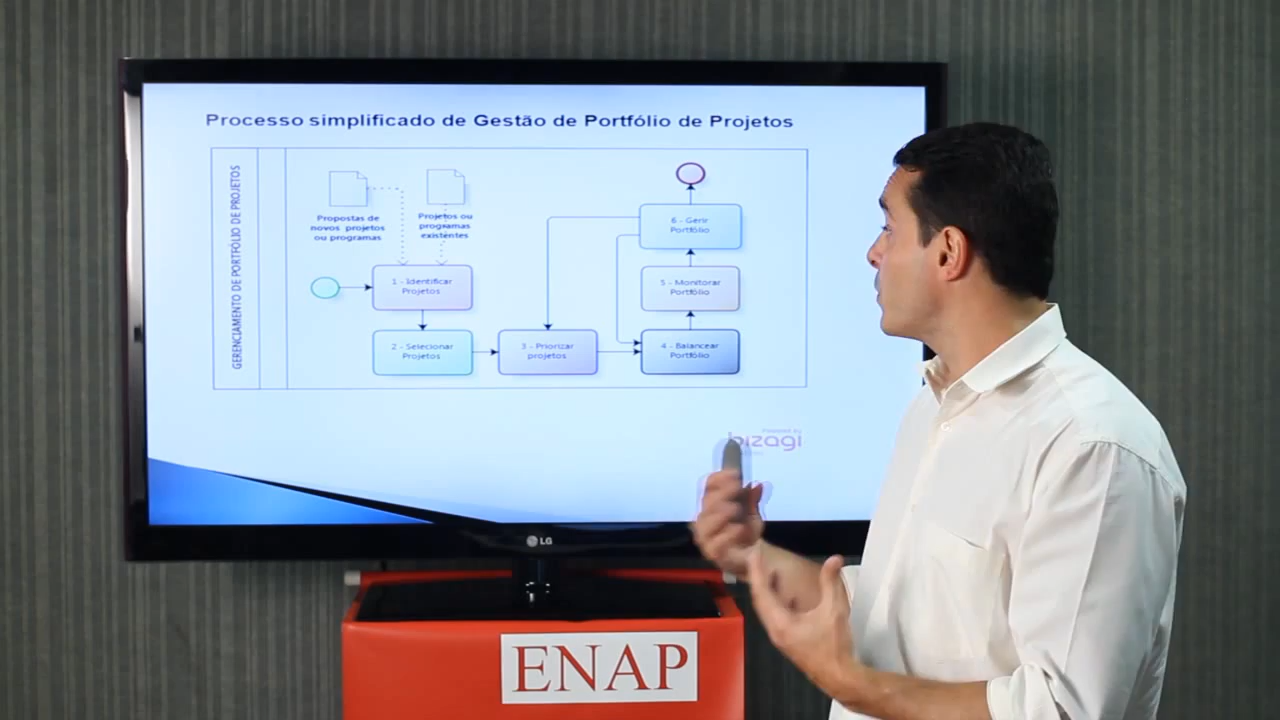 Processo simplificado de Gestão de Portfólio de Projetos
GERENCIAMENTO DE PORTFÓLIO DE PROJETOS
Propostas de
novos projetos
ou programas
Projetos ou
programas
existentes
1 - Identificar
Projetos
2 - Selecionar
Projetos
3 - Priorizar
projetos
4 - Balancear
Portfólio
5 - Monitorar
Portfólio
6 - Gerir
Portfólio
Powered by
bizagi
LG
ENAP